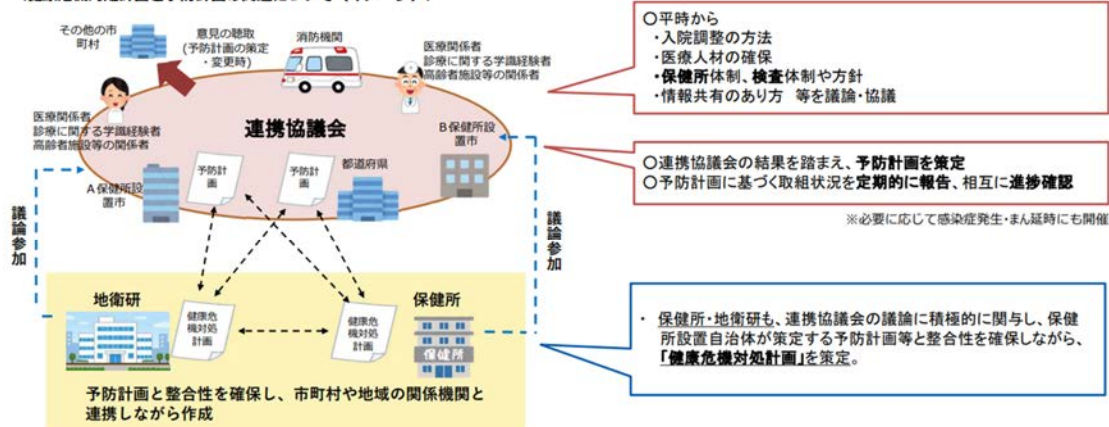 その他の市
町村
意見の聴取
(予防計画の策定
・変更時)
消防機関
医療関係者
診療に関する学識経験者
高齢者施設等の関係者
医療関係者
診療に関する学識経験者
高齢者施設等の関係者
連携協議会
B保健所設
置市
A保健所設
置市
予防計
画
予防計
画
都道府県
議論参加
議論参加
地衛研
健康危
機対処
計画
健康危
機対処
計画
保健所
保健所
予防計画と整合性を確保し、市町村や地域の関係機関と
連携しながら作成
〇平時から
・入院調整の方法
・医療人材の確保
・保健所体制、検査体制や方針
・情報共有のあり方 等を議論・協議
〇連携協議会の結果を踏まえ、予防計画を策定
〇予防計画に基づく取組状況を定期的に報告、相互に進捗確認
※必要に応じて感染症発生・まん延時にも開催
・ 保健所・地衛研も、連携協議会の議論に積極的に関与し、保健
所設置自治体が策定する予防計画等と整合性を確保しながら、
「健康危機対処計画」を策定。